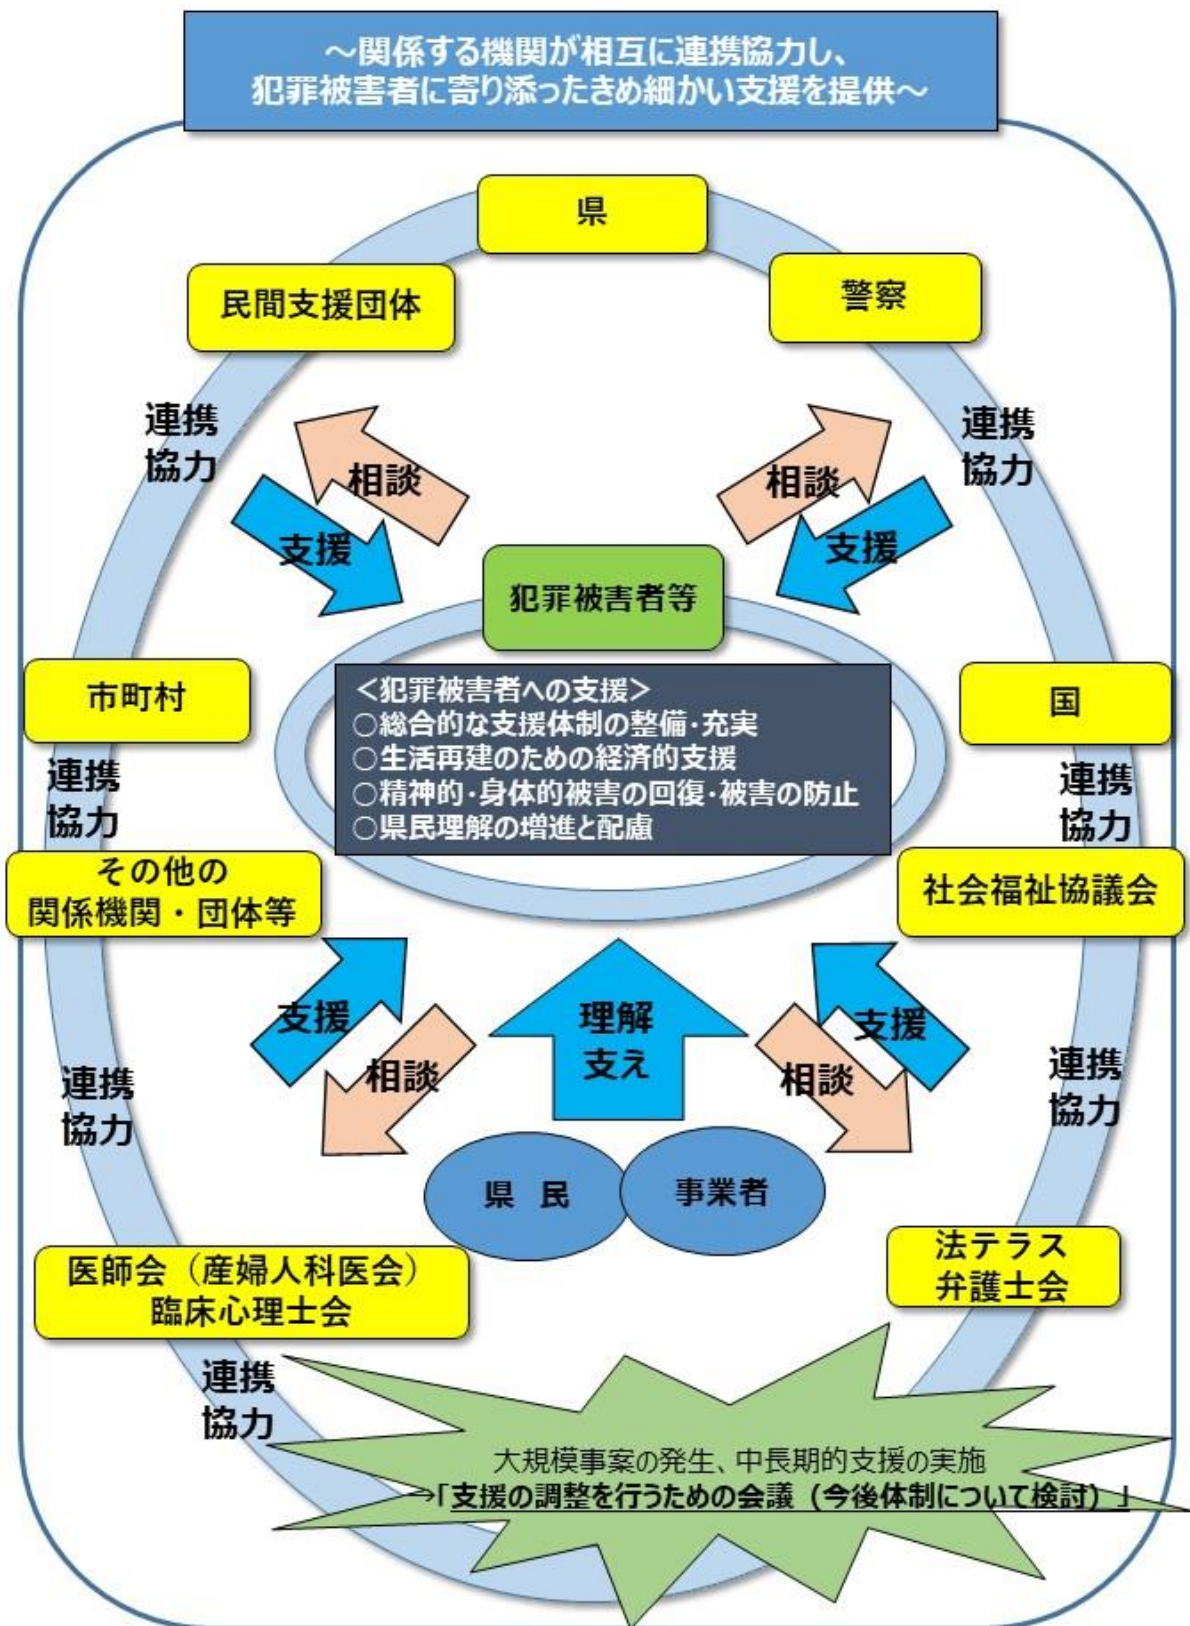 ～関係する機関が相互に連携協力し、
犯罪被害者に寄り添ったきめ細かい支援を提供～
県
民間支援団体
警察
連携
協力
連携
協力
相談
支援
相談
支援
犯罪被害者等
市町村
国
＜犯罪被害者への支援＞
○総合的な支援体制の整備・充実
○生活再建のための経済的支援
○精神的・身体的被害の回復・被害の防止
○県民理解の増進と配慮
連携
協力
連携
協力
その他の
関係機関・団体等
社会福祉協議会
支援
相談
理解
支え
支援
相談
連携
協力
連携
協力
県 民
事業者
医師会（産婦人科医会）
臨床心理士会
法テラス
弁護士会
連携
協力
大規模事案の発生、中長期的支援の実施
→「支援の調整を行うための会議（今後体制について検討）」